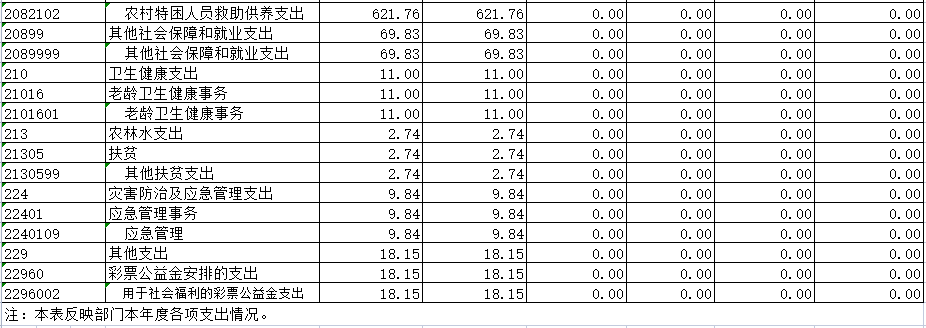 2082102 农村特困人员救助供养支出 621.76 621.76 0.00 0.00 0.00 0.00
20899 其他社会保障和就业支出 69.83 69.83 0.00 0.00 0.00 0.00
2089999 其他社会保障和就业支出 69.83 69.83 0.00 0.00 0.00 0.00
210 卫生健康支出 11.00 11.00 0.00 0.00 0.00 0.00
21016 老龄卫生健康事务 11.00 11.00 0.00 0.00 0.00 0.00
2101601 老龄卫生健康事务 11.00 11.00 0.00 0.00 0.00 0.00
213 农林水支出 2.74 2.74 0.00 0.00 0.00 0.00
21305 扶贫 2.74 2.74 0.00 0.00 0.00 0.00
2130599 其他扶贫支出 2.74 2.74 0.00 0.00 0.00 0.00
224 灾害防治及应急管理支出 9.84 9.84 0.00 0.00 0.00 0.00
22401 应急管理事务 9.84 9.84 0.00 0.00 0.00 0.00
2240109 应急管理 9.84 9.84 0.00 0.00 0.00 0.00
229 其他支出 18.15 18.15 0.00 0.00 0.00 0.00
22960 彩票公益金安排的支出 18.15 18.15 0.00 0.00 0.00 0.00
2296002 用于社会福利的彩票公益金支出 18.15 18.15 0.00 0.00 0.00 0.00
注：本表反映部门本年度各项支出情况。